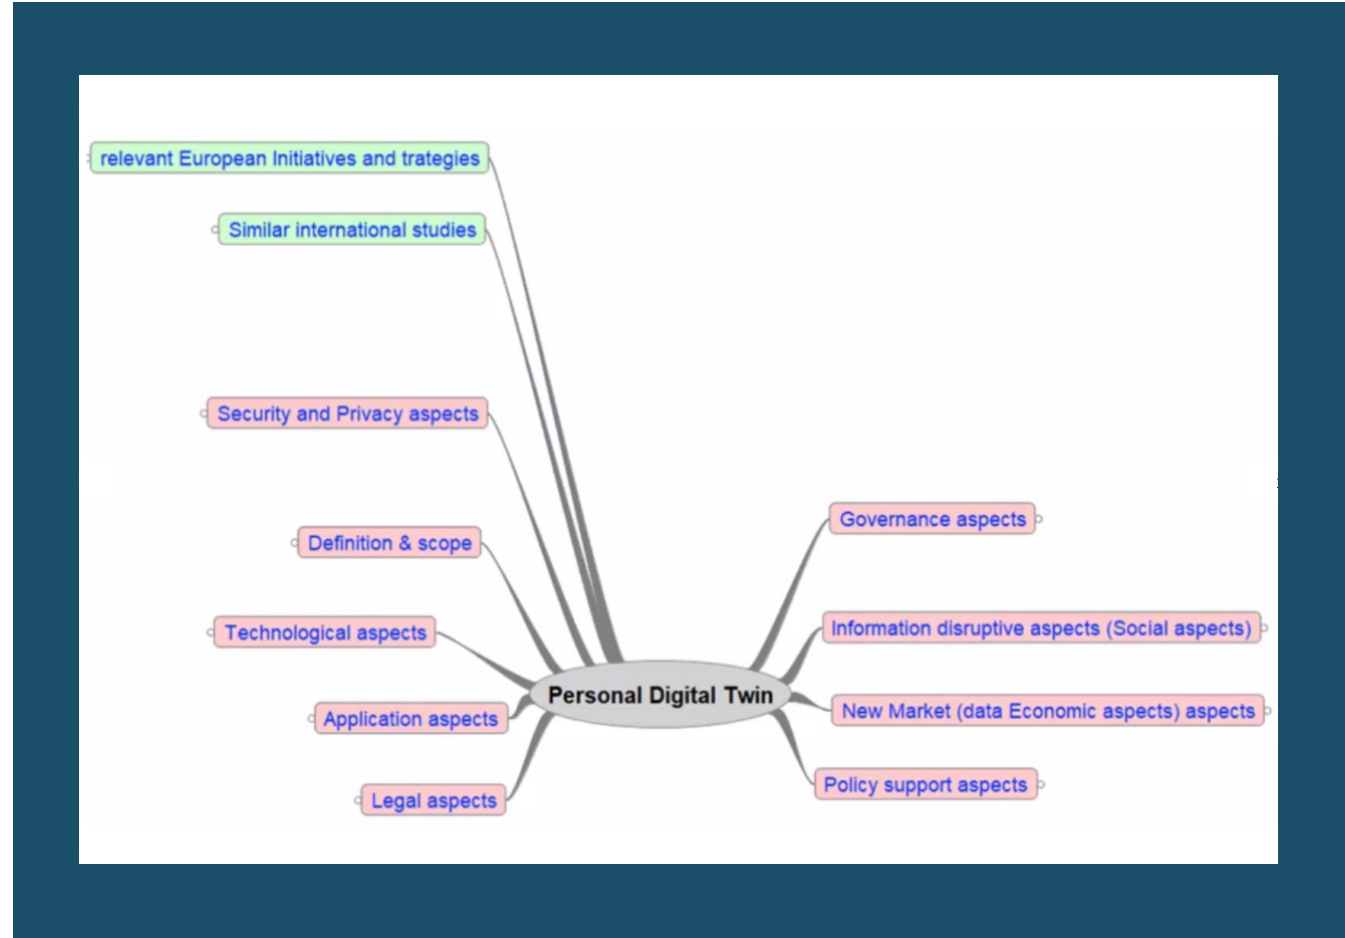 relevant European Initiatives and trategies
Similar international studies
Security and Privacy aspects
Definition & scope
Technological aspects
Application aspects
Legal aspects
Personal Digital Twin
Governance aspects
Information disruptive aspects (Social aspects)
New Market (data Economic aspects) aspects
Policy support aspects